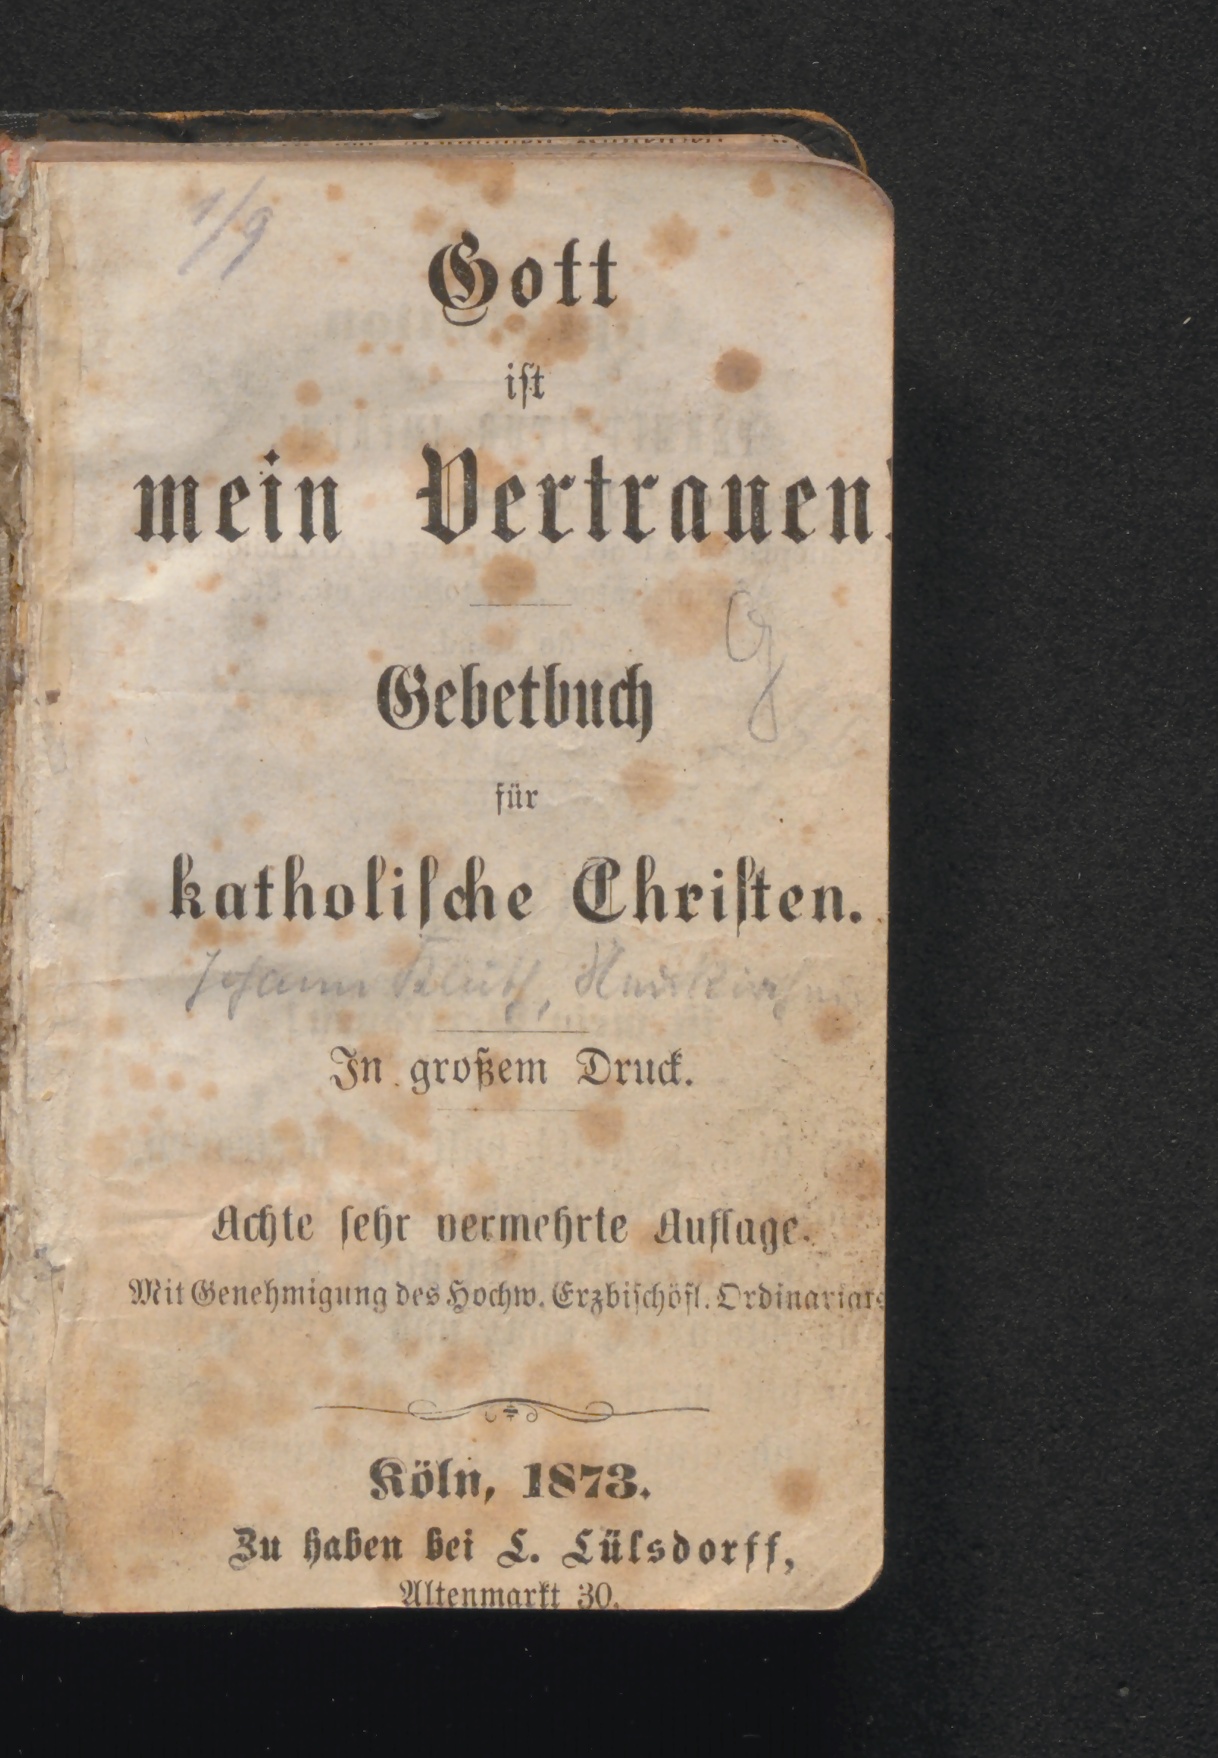 1/9
Gott
iſt
mein Vertrauen!
G
Gebetbuch
für
katholiſche Chriſten.
Johann
In großem Druck.
Achte ſehr vermehrte Auflage.
Mit Genehmigung des Hochw. Erzbiſchöfl. Ordinariats
Köln, 1873.
Zu haben bei L. Lülsdorff,
Altenmarkt 30.